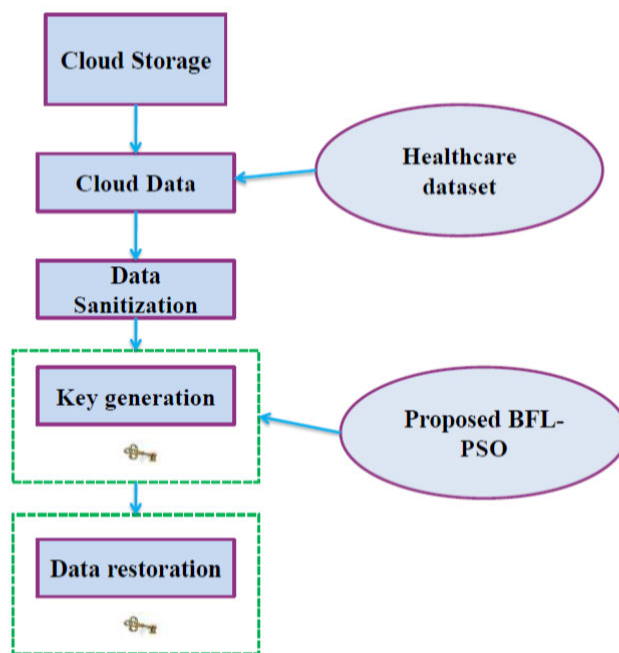 Cloud Storage
Cloud Data
Healthcare
dataset
Data
Sanitization
Key generation
Proposed BFL-
PSO
Data restoration